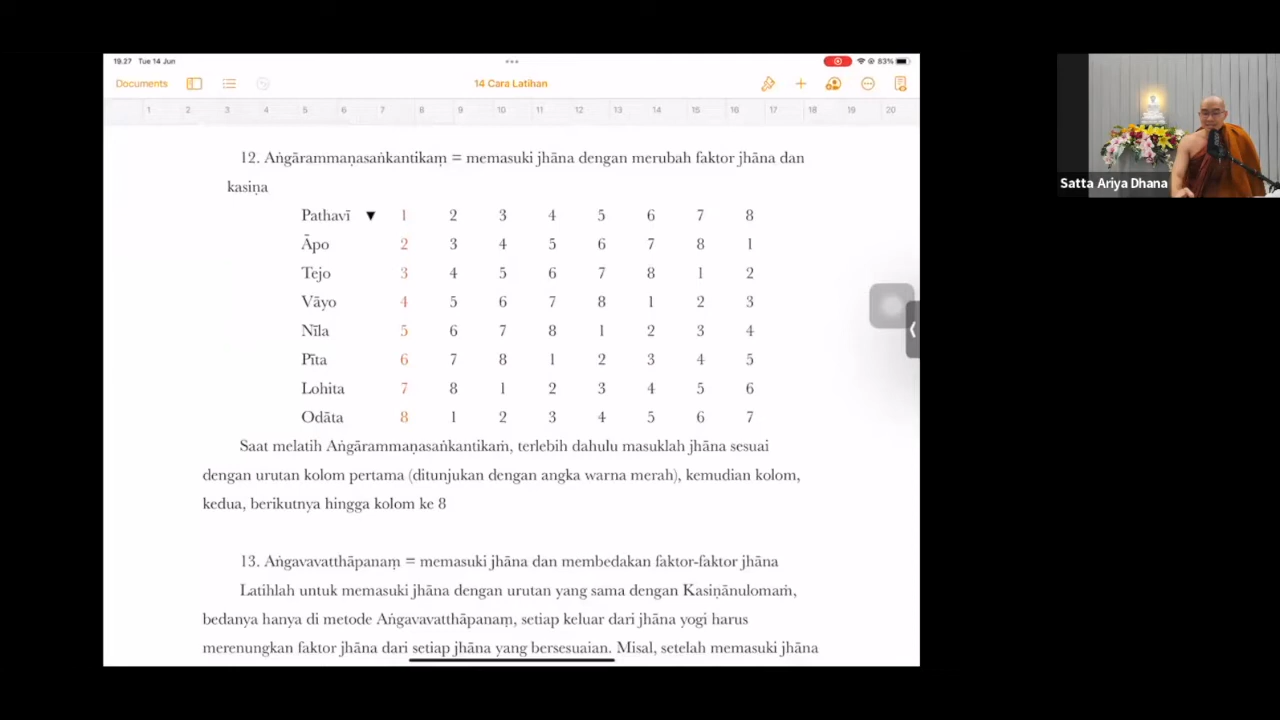 19.27 Tue 14 Jun
83%
Documents
14 Cara Latihan
1 2 3 4 5 6 7 8 9 10 11 12 13 14 15 16 17 18 19 20
12. Aṅgārammaṇasaṅkantikaṃ = memasuki jhāna dengan merubah faktor jhāna dan
kasiṇa
Pathavī ▼ 1 2 3 4 5 6 7 8
Āpo 2 3 4 5 6 7 8 1
Tejo 3 4 5 6 7 8 1 2
Vāyo 4 5 6 7 8 1 2 3
Nīla 5 6 7 8 1 2 3 4
Pīta 6 7 8 1 2 3 4 5
Lohita 7 8 1 2 3 4 5 6
Odāta 8 1 2 3 4 5 6 7
Saat melatih Aṅgārammaṇasaṅkantikaṁ, terlebih dahulu masuklah jhāna sesuai
dengan urutan kolom pertama (ditunjukan dengan angka warna merah), kemudian kolom,
kedua, berikutnya hingga kolom ke 8
13. Aṅgavavatthāpanaṃ = memasuki jhāna dan membedakan faktor-faktor jhāna
Latihlah untuk memasuki jhāna dengan urutan yang sama dengan Kasiṇānulomaṁ,
bedanya hanya di metode Aṅgavavatthāpanaṃ, setiap keluar dari jhāna yogi harus
merenungkan faktor jhāna dari setiap jhāna yang bersesuaian. Misal, setelah memasuki jhāna
Satta Ariya Dhana